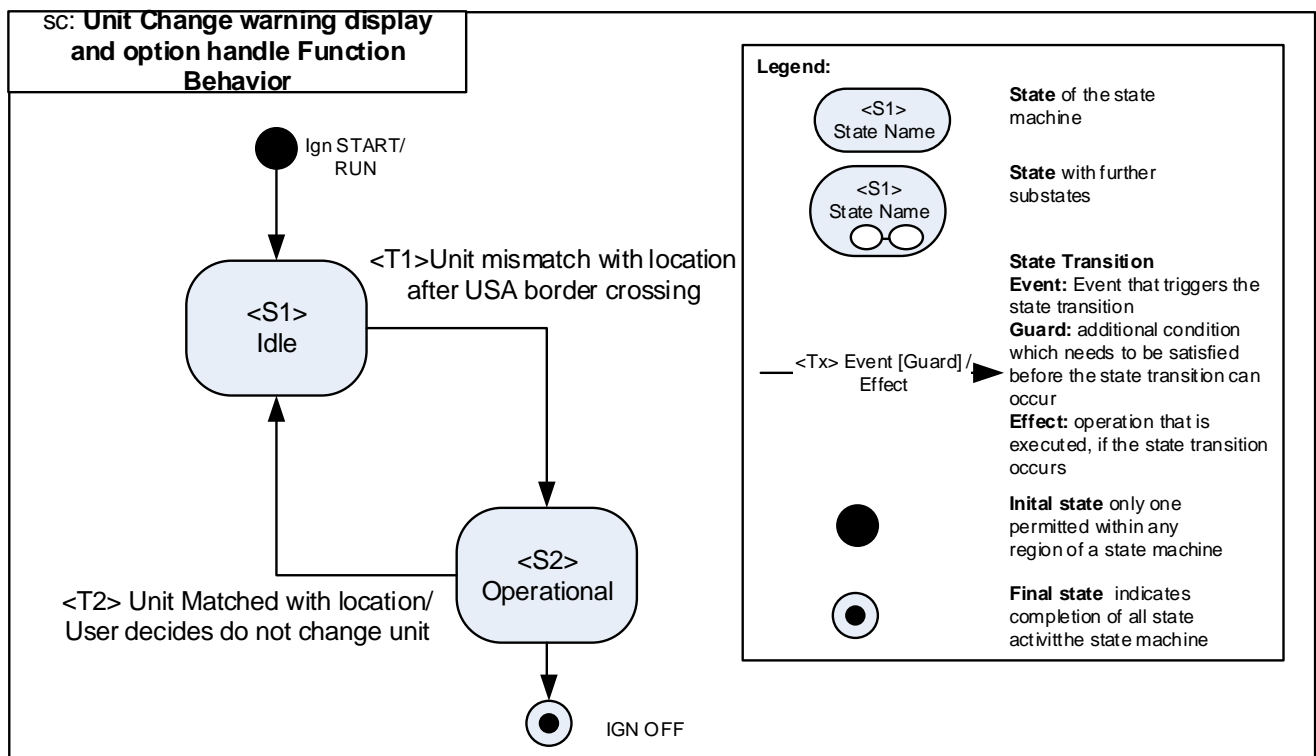 sc: Unit Change warning display
and option handle Function
Behavior
Ign START/
RUN
<T1>Unit mismatch with location
after USA border crossing
<S1>
Idle
<S2>
Operational
<T2> Unit Matched with location/
User decides do not change unit
IGN OFF
Legend:
<S1>
State Name
State of the state
machine
<S1>
State Name
State with further
substates
<Tx> Event [Guard] /
Effect
State Transition
Event: Event that triggers the
state transition
Guard: additional condition
which needs to be satisfied
before the state transition can
occur
Effect: operation that is
executed, if the state transition
occurs
Inital state only one
permitted within any
region of a state machine
Final state indicates
completion of all state
activitthe state machine